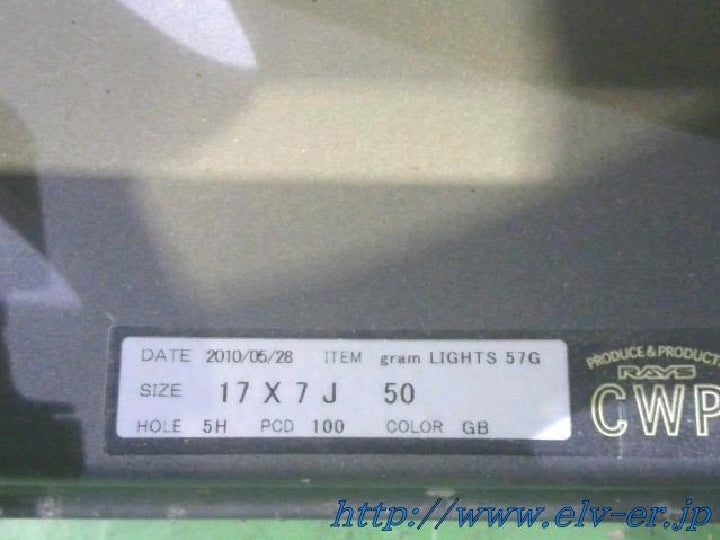 DATE 2010/05/28 ITEM gram LIGHTS 57G
SIZE 17 X 7 J 50
HOLE 5H PCD 100 COLOR GB
PRODUCE & PRODUCT
RAYS
CWP
http://www.elv-er.jp